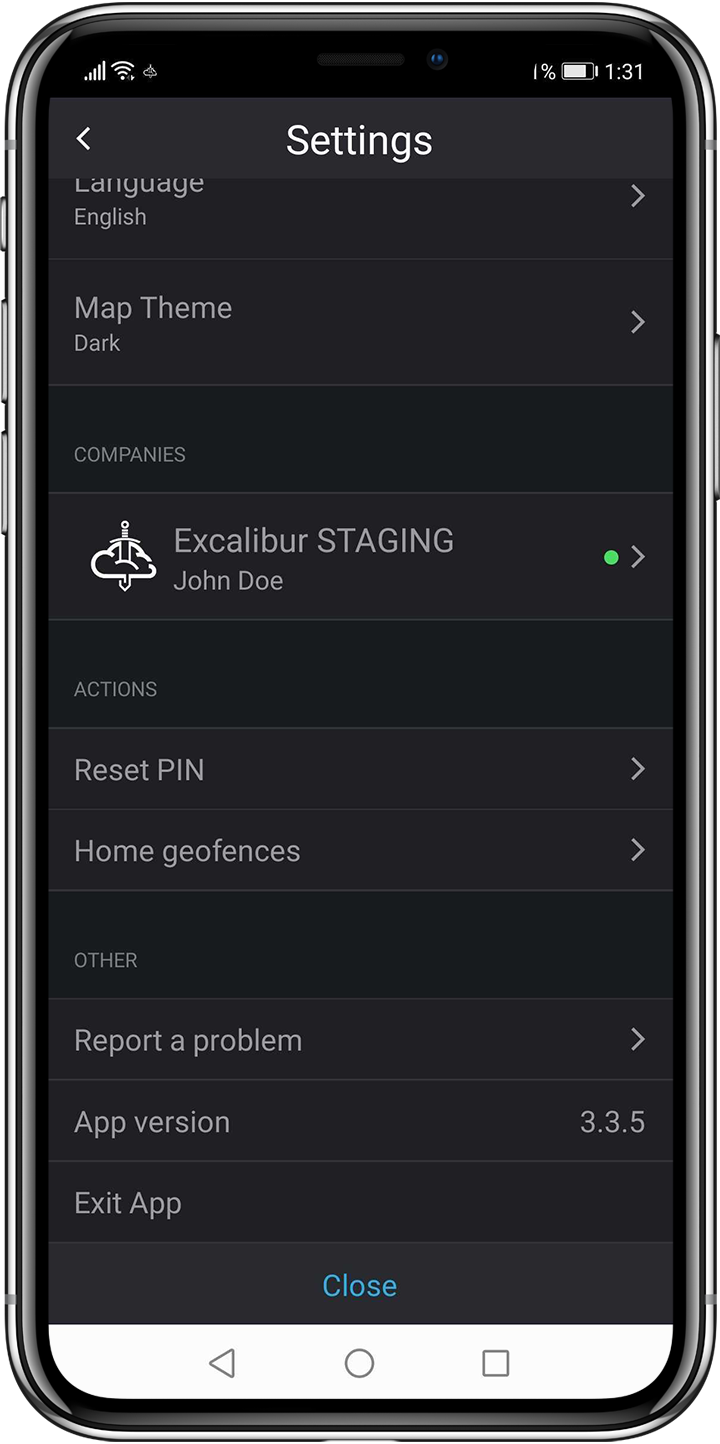 1:31
Settings
Language
English
Map Theme
Dark
COMPANIES
Excalibur STAGING
John Doe
ACTIONS
Reset PIN
Home geofences
OTHER
Report a problem
App version 3.3.5
Exit App
Close